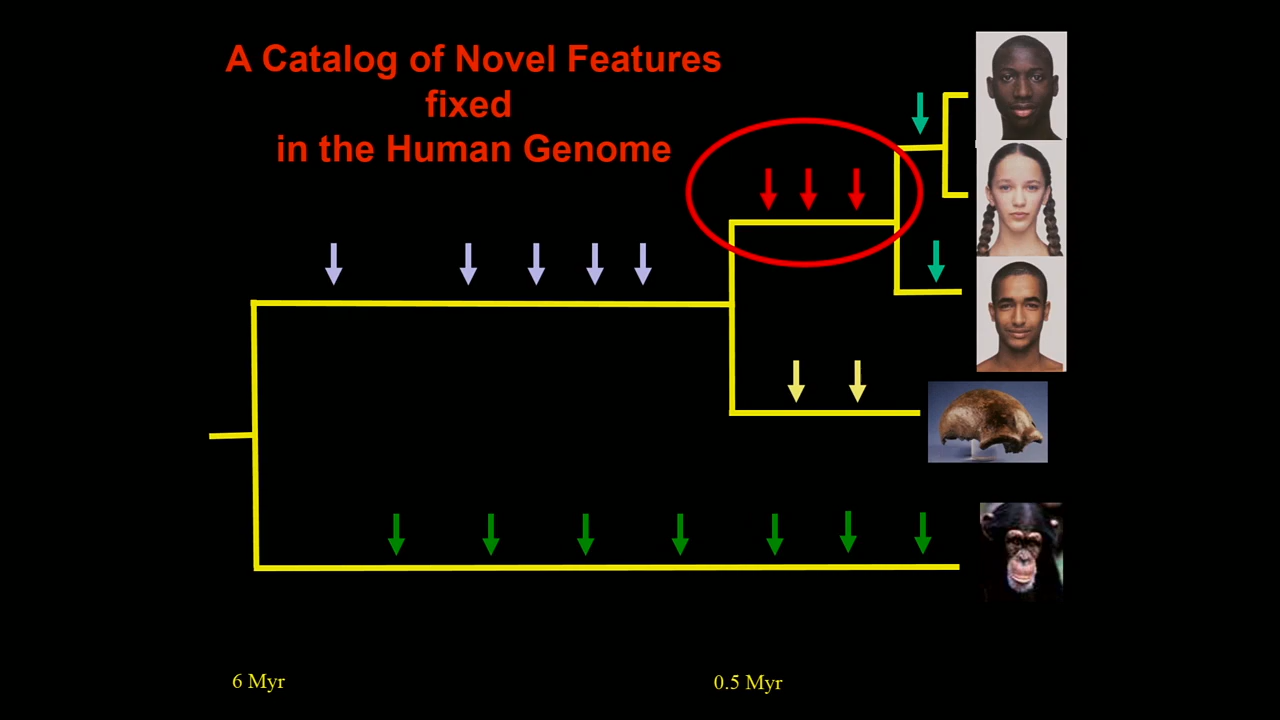 A Catalog of Novel Features
fixed
in the Human Genome
6 Myr
0.5 Myr